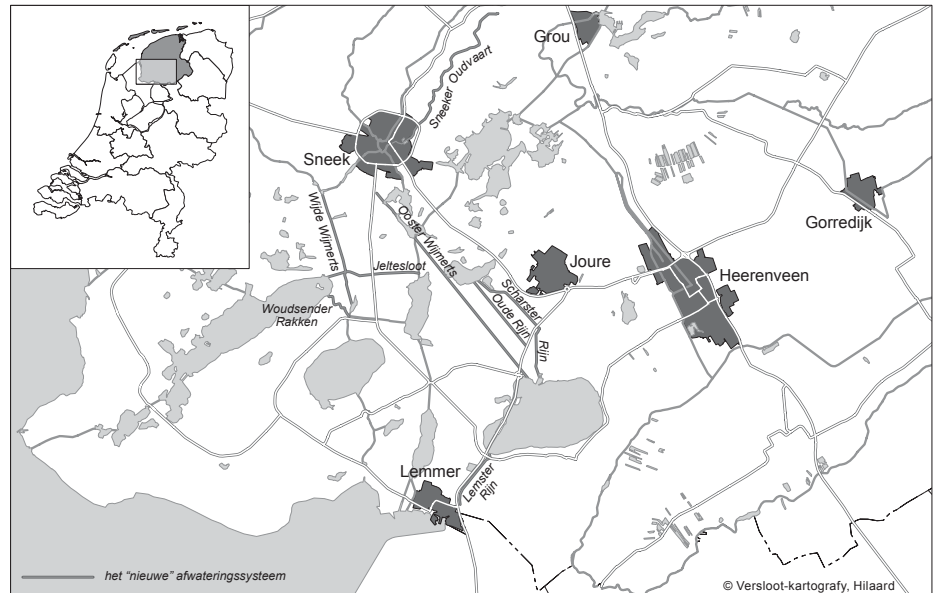 Grou
Sneeker Oudvaart
Sneek
Gorredijk
Wijde Wijmerts
Ooster Wijmerts
Joure
Jeltesloot
Heerenveen
Woudsender
Rakken
Scharster
Oude Rijn
Rijn
Lemmer
Lemster
Rijn
het "nieuwe" afwateringssysteem
© Versloot-kartografy, Hilaard